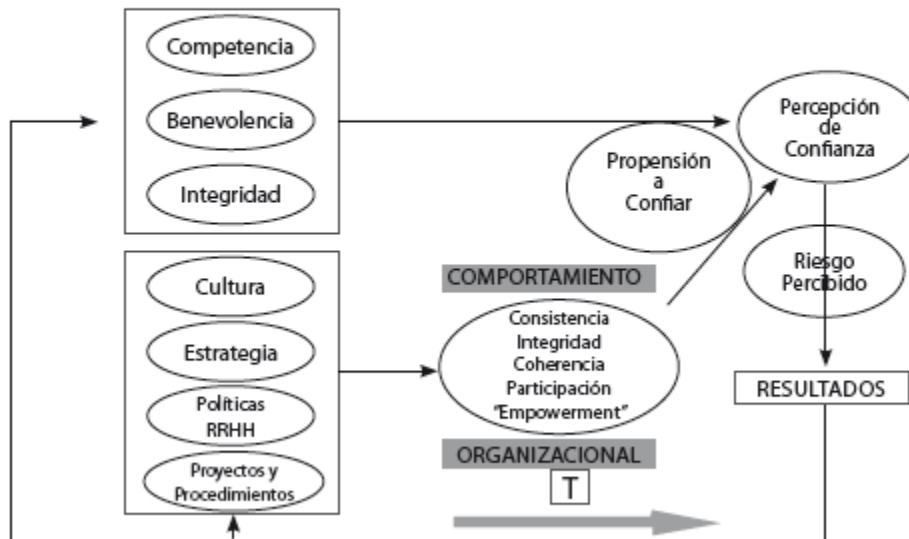 Competencia
Benevolencia
Integridad
Cultura
Estrategia
Políticas
RRHH
Proyectos y
Procedimientos
COMPORTAMIENTO
Consistencia
Integridad
Coherencia
Participación
"Empowerment"
ORGANIZACIONAL
T
Propensión
a
Confiar
Percepción
de
Confianza
Riesgo
Percibido
RESULTADOS